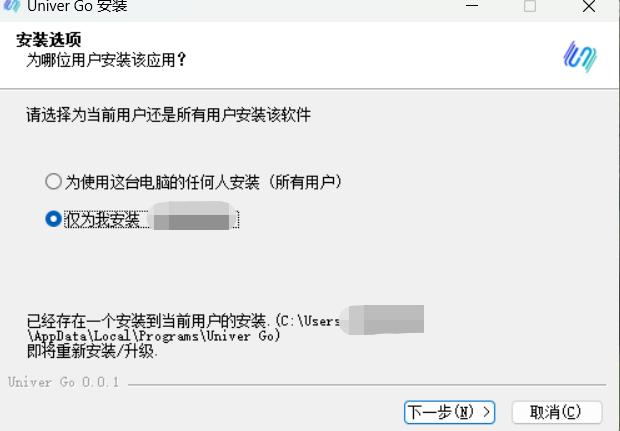 Univer Go 安装
安装选项
为哪位用户安装该应用？
请选择为当前用户还是所有用户安装该软件
为使用这台电脑的任何人安装（所有用户）
仅为我安装
已经存在一个安装到当前用户的安装.(C:\Users
\AppData\Local\Programs\Univer Go)
即将重新安装/升级.
Univer Go 0.0.1
下一步(N) >
取消(C)